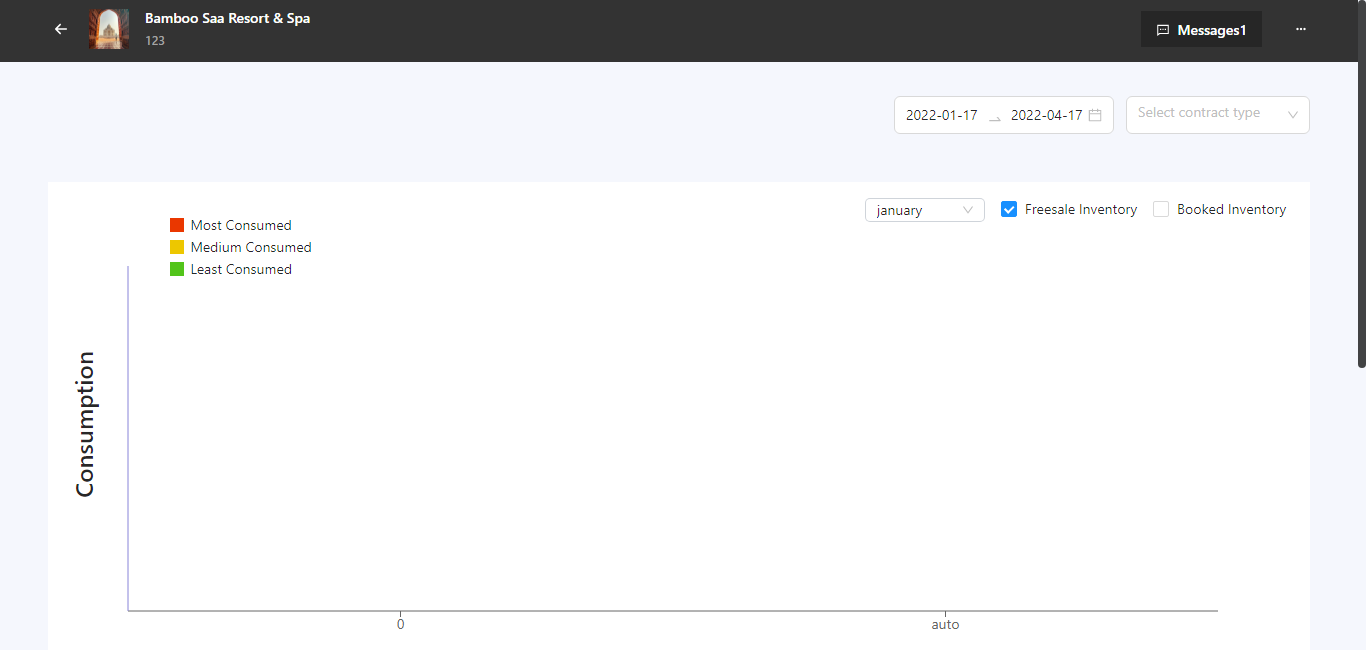 Bamboo Saa Resort & Spa
123
Messages1
2022-01-17
2022-04-17
Select contract type
january
Freesale Inventory
Booked Inventory
Most Consumed
Medium Consumed
Least Consumed
Consumption
0
auto